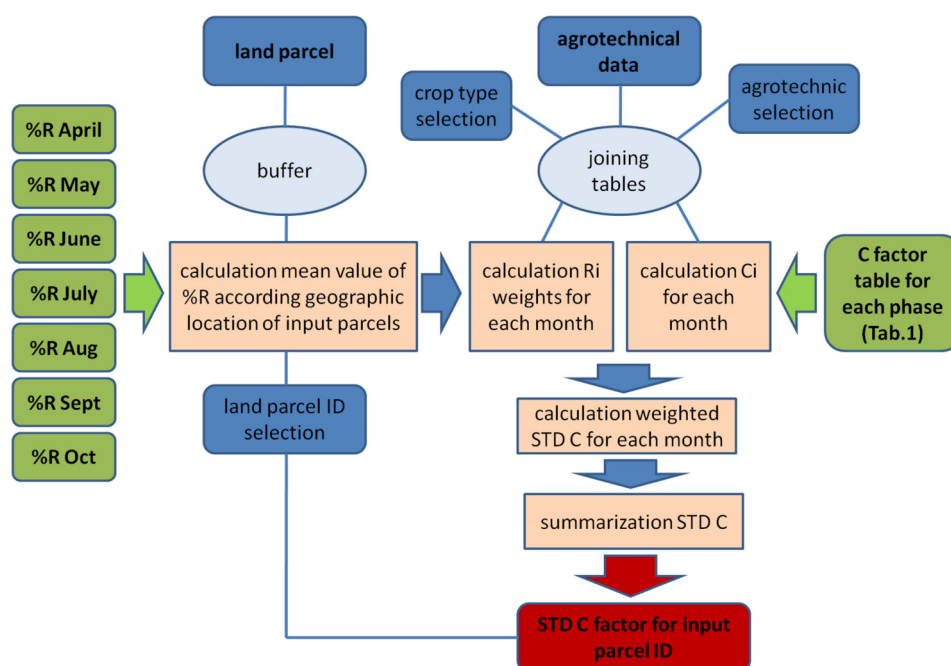 land parcel
agrotechnical
data
crop type
selection
agrotechnic
selection
%R April
%R May
%R June
%R July
%R Aug
%R Sept
%R Oct
buffer
joining
tables
calculation mean value of
%R according geographic
location of input parcels
calculation Ri
weights for
each month
calculation Ci
for each
month
C factor
table for
each phase
(Tab.1)
land parcel ID
selection
calculation weighted
STD C for each month
summarization STD C
STD C factor for input
parcel ID